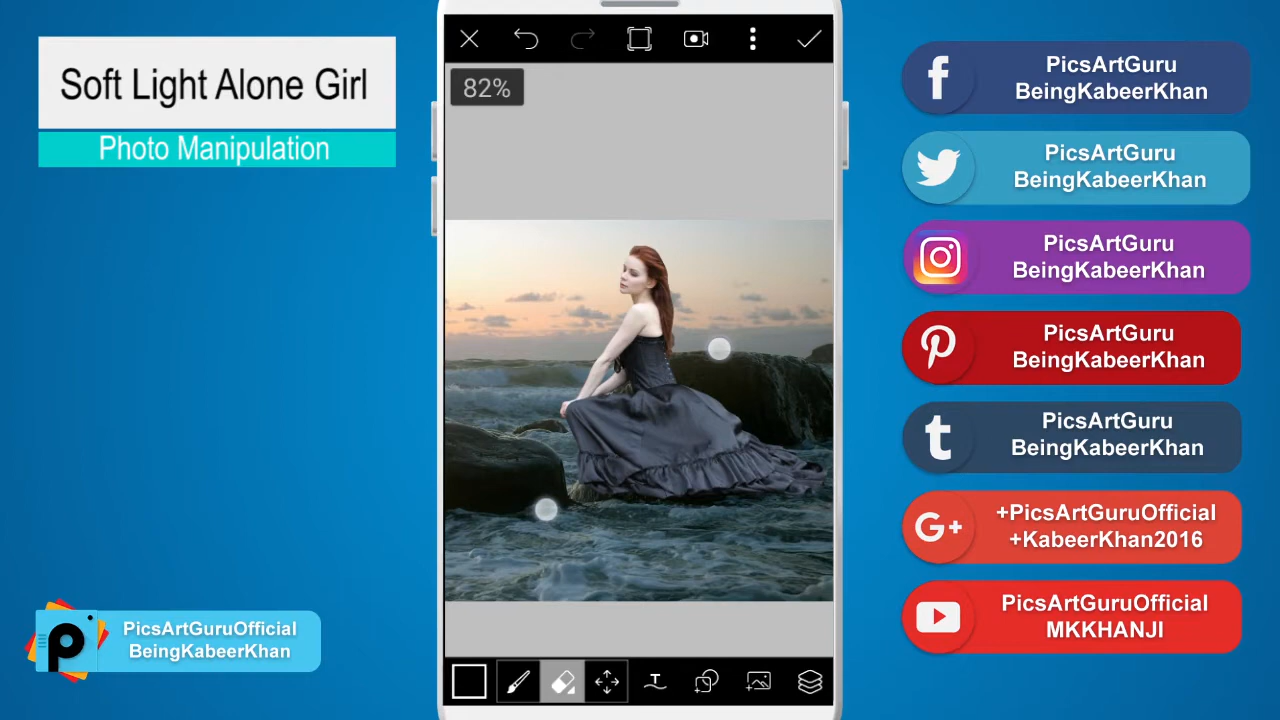 Soft Light Alone Girl
Photo Manipulation
82%
PicsArtGuru
BeingKabeerKhan
PicsArtGuru
BeingKabeerKhan
PicsArtGuru
BeingKabeerKhan
PicsArtGuru
BeingKabeerKhan
PicsArtGuru
BeingKabeerKhan
+PicsArtGuruOfficial
+KabeerKhan2016
PicsArtGuruOfficial
MKKHANJI
PicsArtGuruOfficial
BeingKabeerKhan